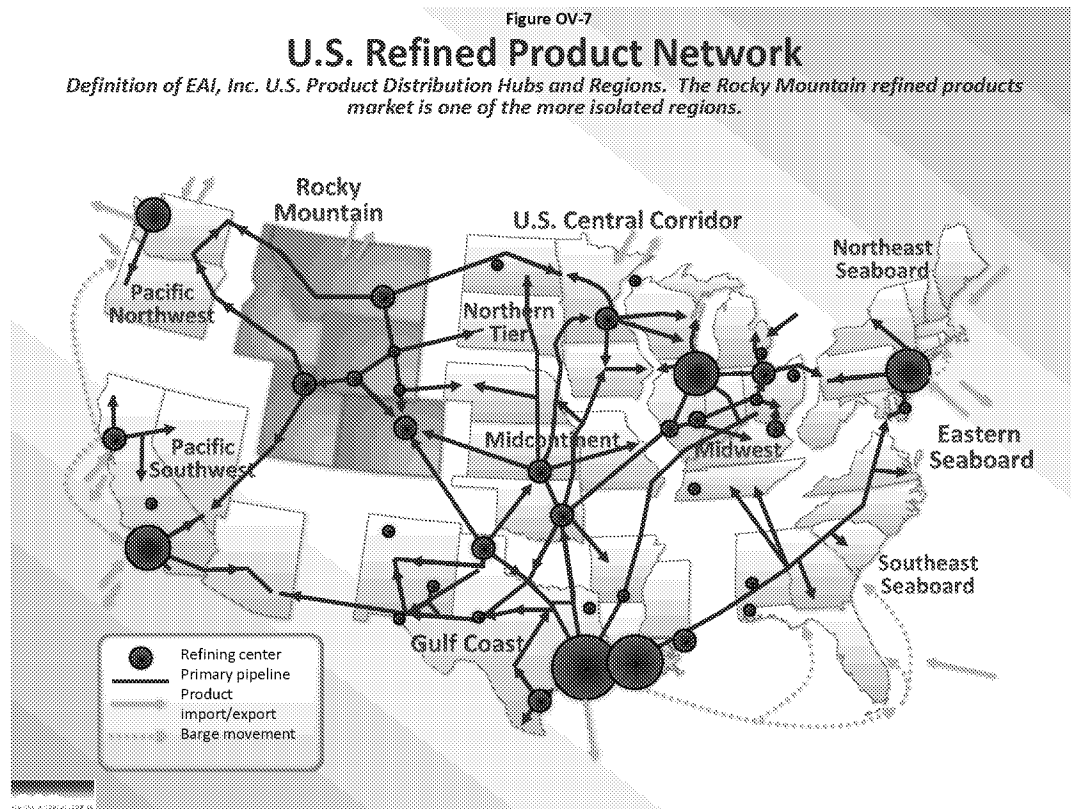 Figure OV-7
U.S. Refined Product Network
Definition of EAI, Inc. U.S. Product Distribution Hubs and Regions. The Rocky Mountain refined products
market is one of the more isolated regions.
Rocky
Mountain
U.S. Central Corridor
Northeast
Seaboard
Pacific
Northwest
Northern
Tier
Pacific
Southwest
Midcontinent
Midwest
Eastern
Seaboard
Southeast
Seaboard
Gulf Coast
Refining center
Primary pipeline
Product
import/export
Barge movement